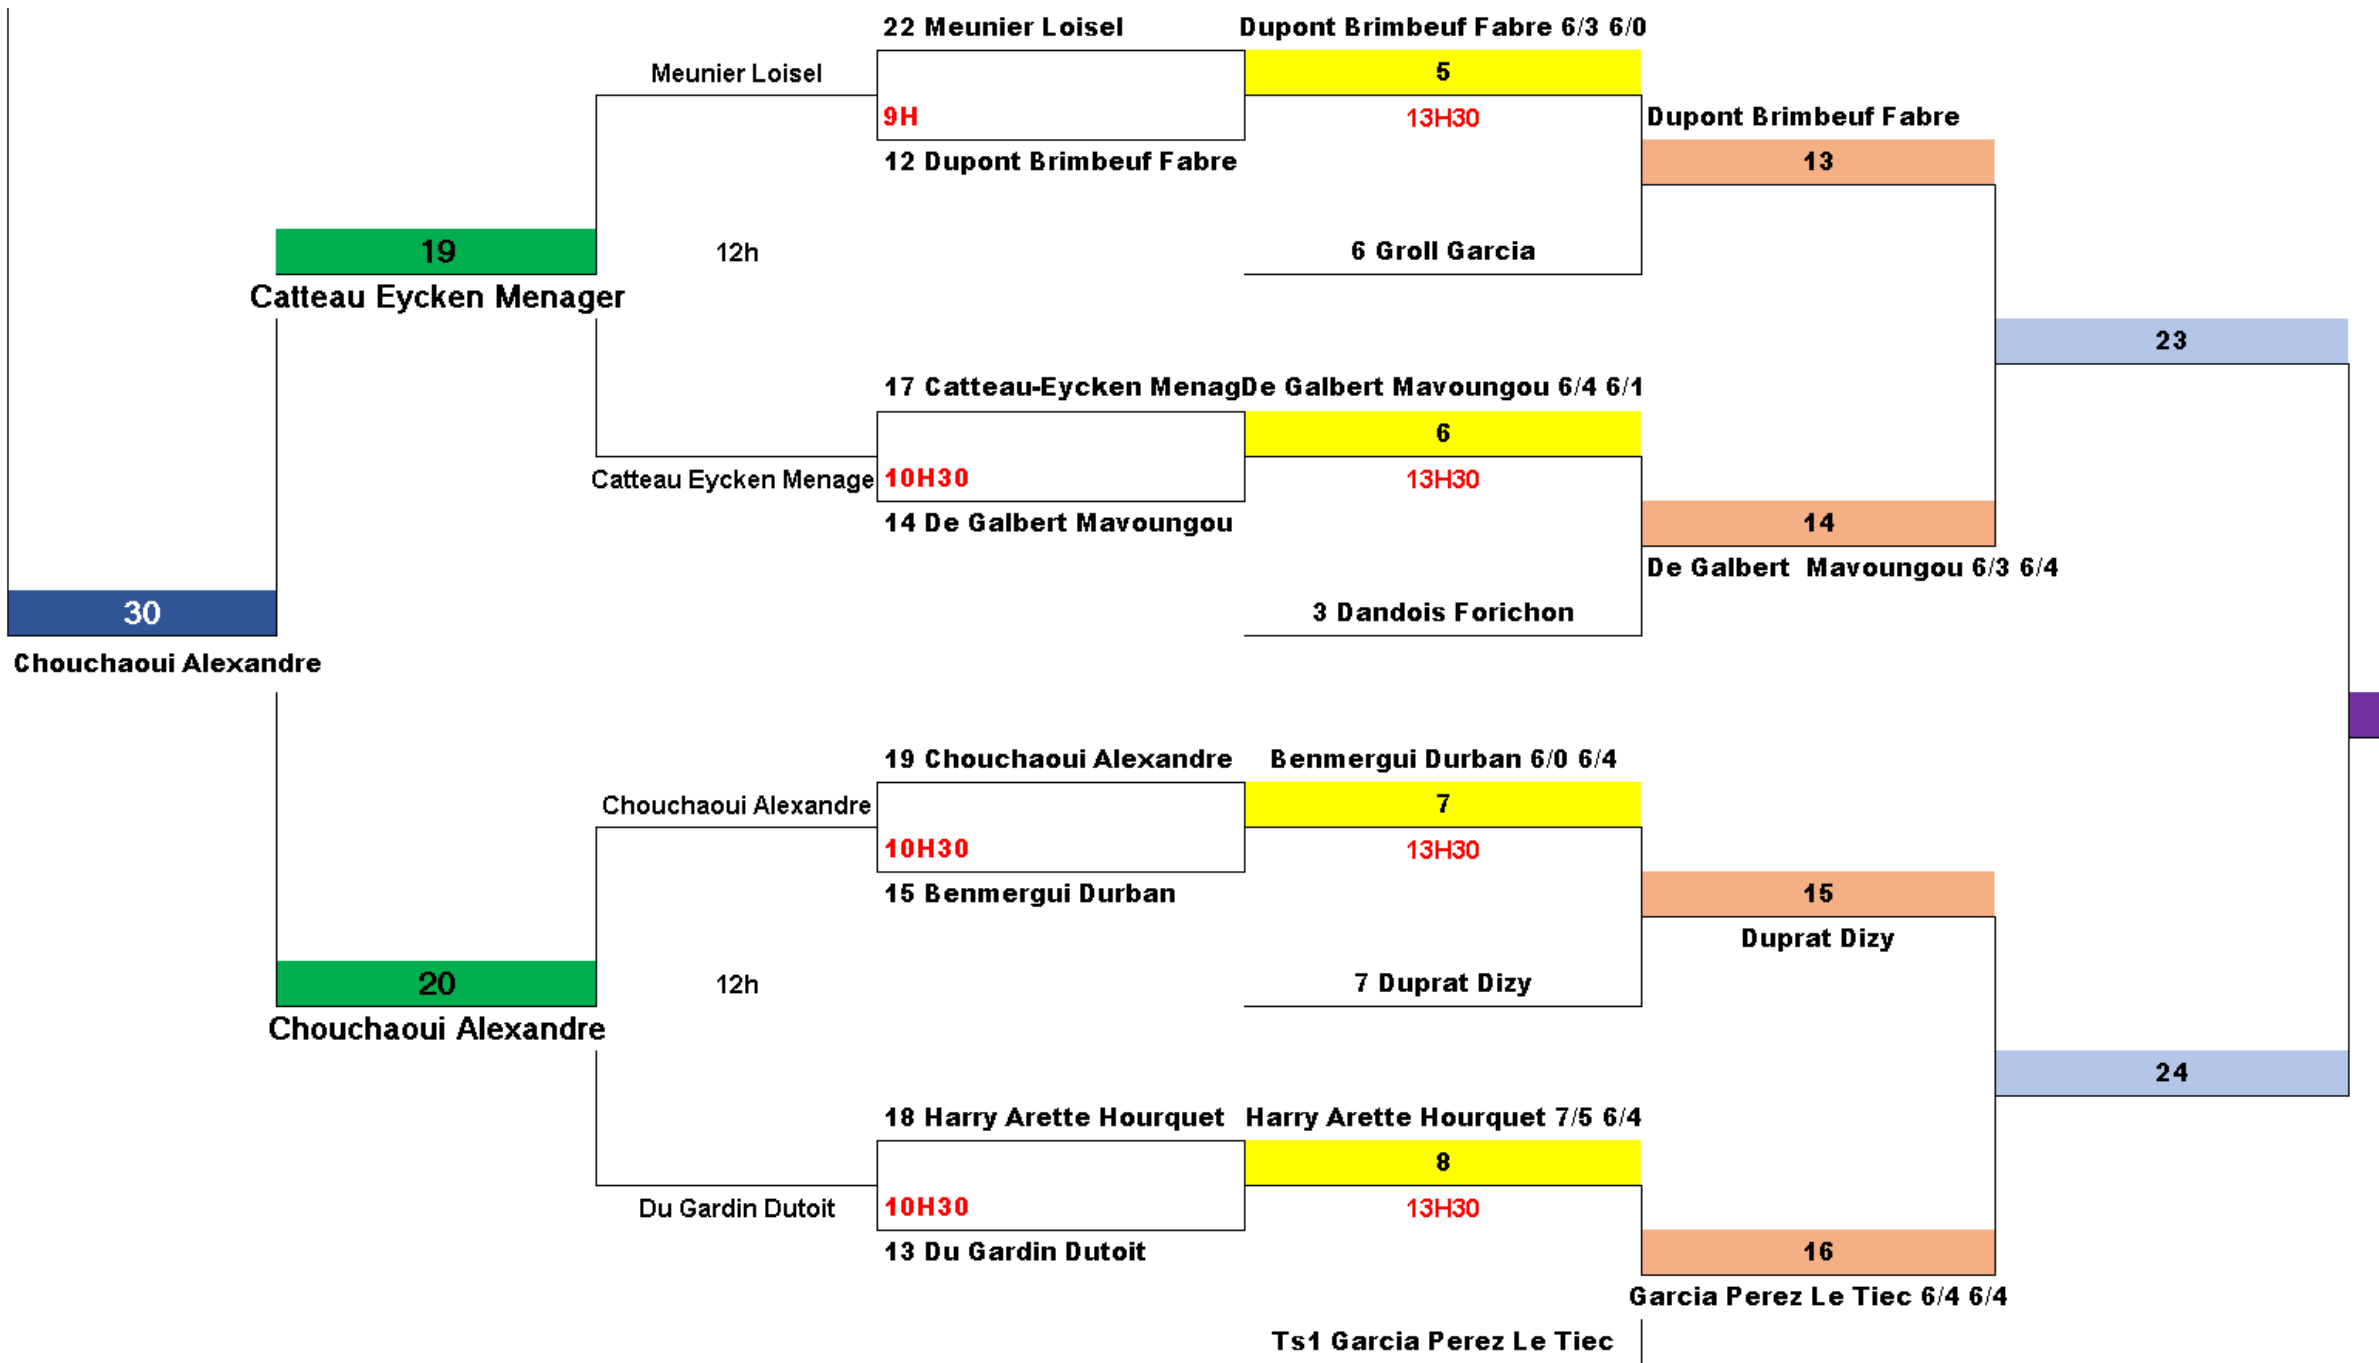 22 Meunier Loisel
Dupont Brimbeuf Fabre 6/3 6/0
Meunier Loisel
5
9H
13H30
Dupont Brimbeuf Fabre
12 Dupont Brimbeuf Fabre
13
19
12h
6 Groll Garcia
Catteau Eycken Menager
23
17 Catteau-Eycken Menag
De Galbert Mavoungou 6/4 6/1
6
Catteau Eycken Menage
10H30
13H30
14 De Galbert Mavoungou
14
De Galbert  Mavoungou 6/3 6/4
30
3 Dandois Forichon
Chouchaoui Alexandre
19 Chouchaoui Alexandre
Benmergui Durban 6/0 6/4
Chouchaoui Alexandre
7
10H30
13H30
15 Benmergui Durban
15
Duprat Dizy
20
12h
7 Duprat Dizy
Chouchaoui Alexandre
24
18 Harry Arette Hourquet
Harry Arette Hourquet 7/5 6/4
8
Du Gardin Dutoit
10H30
13H30
13 Du Gardin Dutoit
16
Garcia Perez Le Tiec 6/4 6/4
Ts1 Garcia Perez Le Tiec